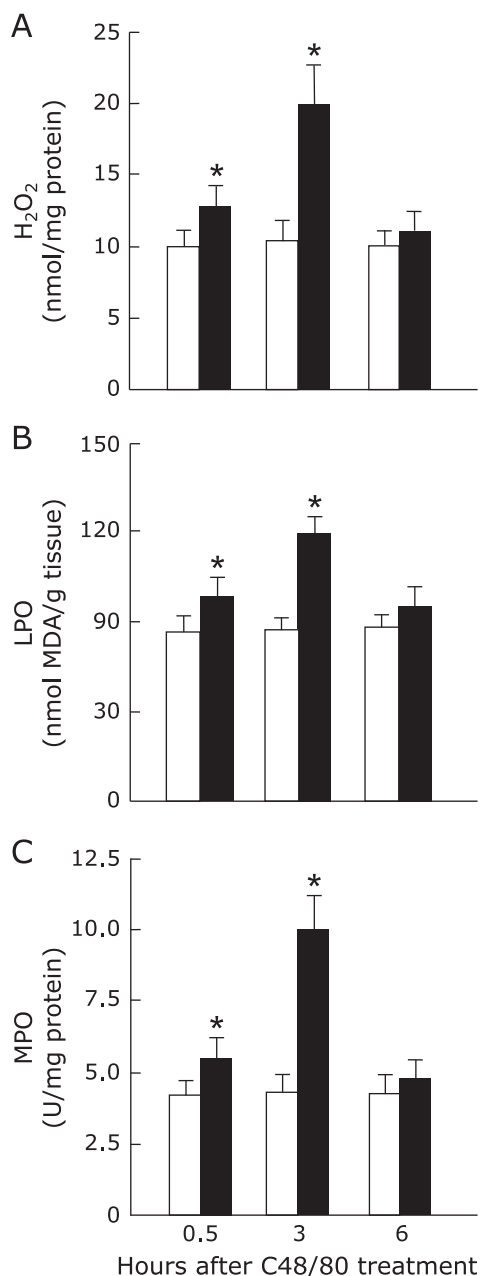 A
H₂O₂
(nmol/mg protein)
25
20
15
10
5
0
*
*
B
LPO
(nmol MDA/g tissue)
150
120
90
30
0
*
*
C
MPO
(U/mg protein)
12.5
10.0
7.5
5.0
2.5
0
*
*
0.5 3 6
Hours after C48/80 treatment